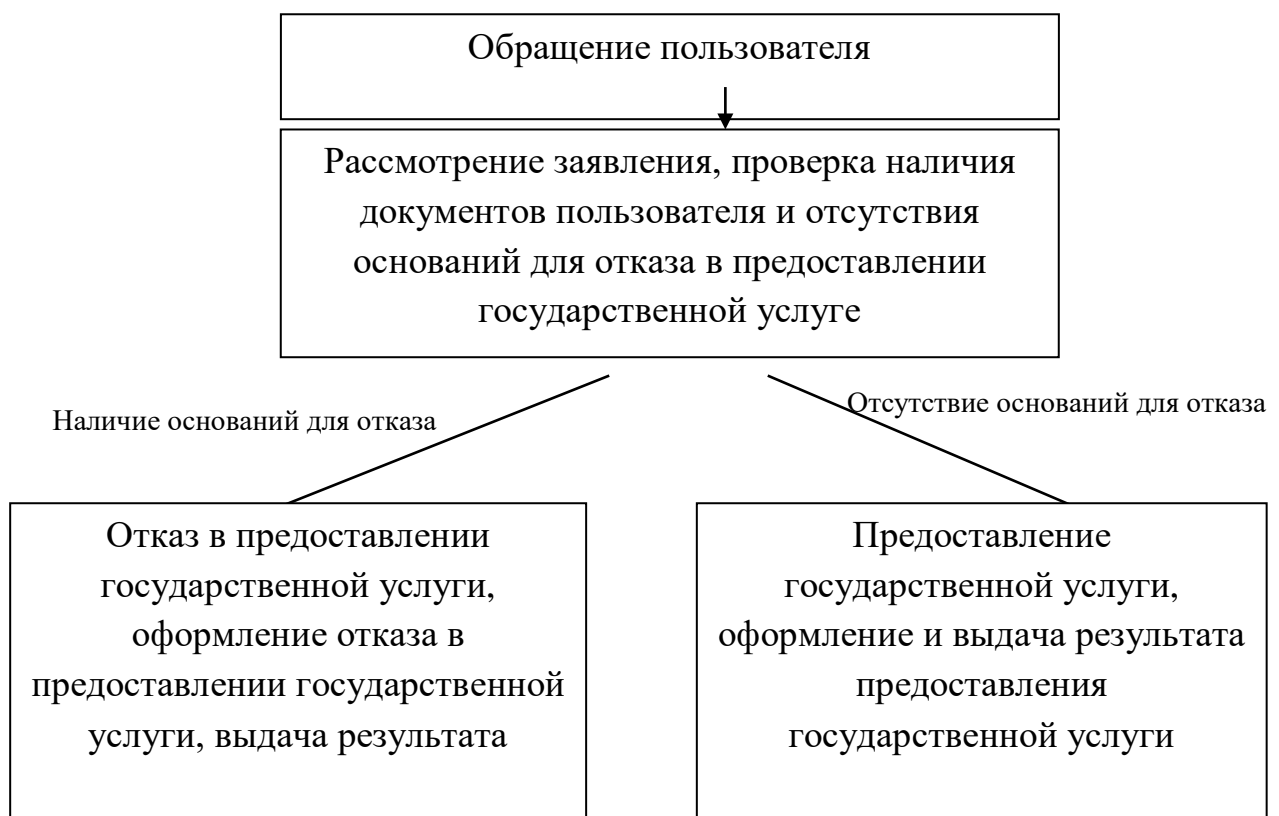 Обращение пользователя
Рассмотрение заявления, проверка наличия
документов пользователя и отсутствия
оснований для отказа в предоставлении
государственной услуге
Наличие оснований для отказа
Отсутствие оснований для отказа
Отказ в предоставлении
государственной услуги,
оформление отказа в
предоставлении государственной
услуги, выдача результата
Предоставление
государственной услуги,
оформление и выдача результата
предоставления
государственной услуги